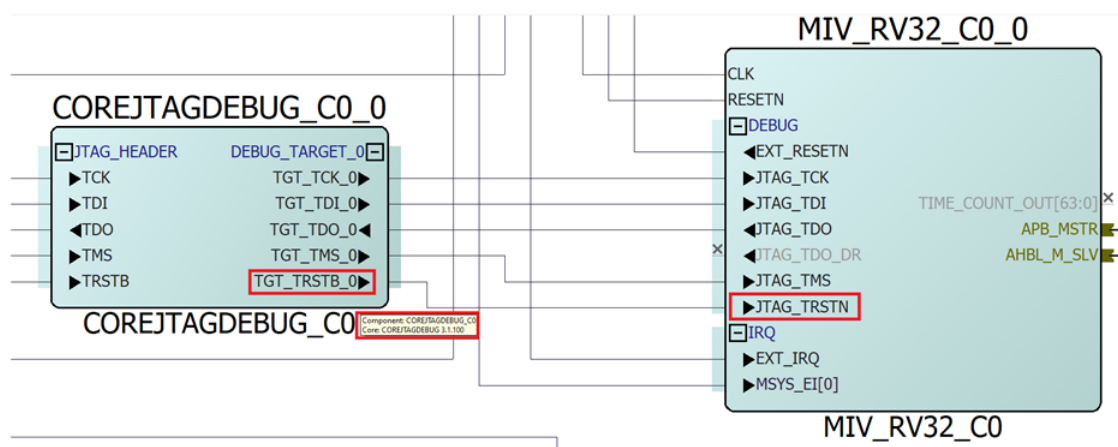 MIV_RV32_C0_0
COREJTAGDEBUG_C0_0
JTAG_HEADER DEBUG_TARGET_0
TCK TGT_TCK_0
TDI TGT_TDI_0
TDO TGT_TDO_0
TMS TGT_TMS_0
TRSTB TGT_TRSTB_0
COREJTAGDEBUG_C0
Component: COREJTAGDEBUG_C0
Core: COREJTAGDEBUG 3.1.100
CLK
RESETN
DEBUG
EXT_RESETN
JTAG_TCK
JTAG_TDI TIME_COUNT_OUT[63:0]
JTAG_TDO APB_MSTR
JTAG_TDO_DR AHBL_M_SLV
JTAG_TMS
JTAG_TRSTN
IRQ
EXT_IRQ
MSYS_EI[0]
MIV_RV32_C0